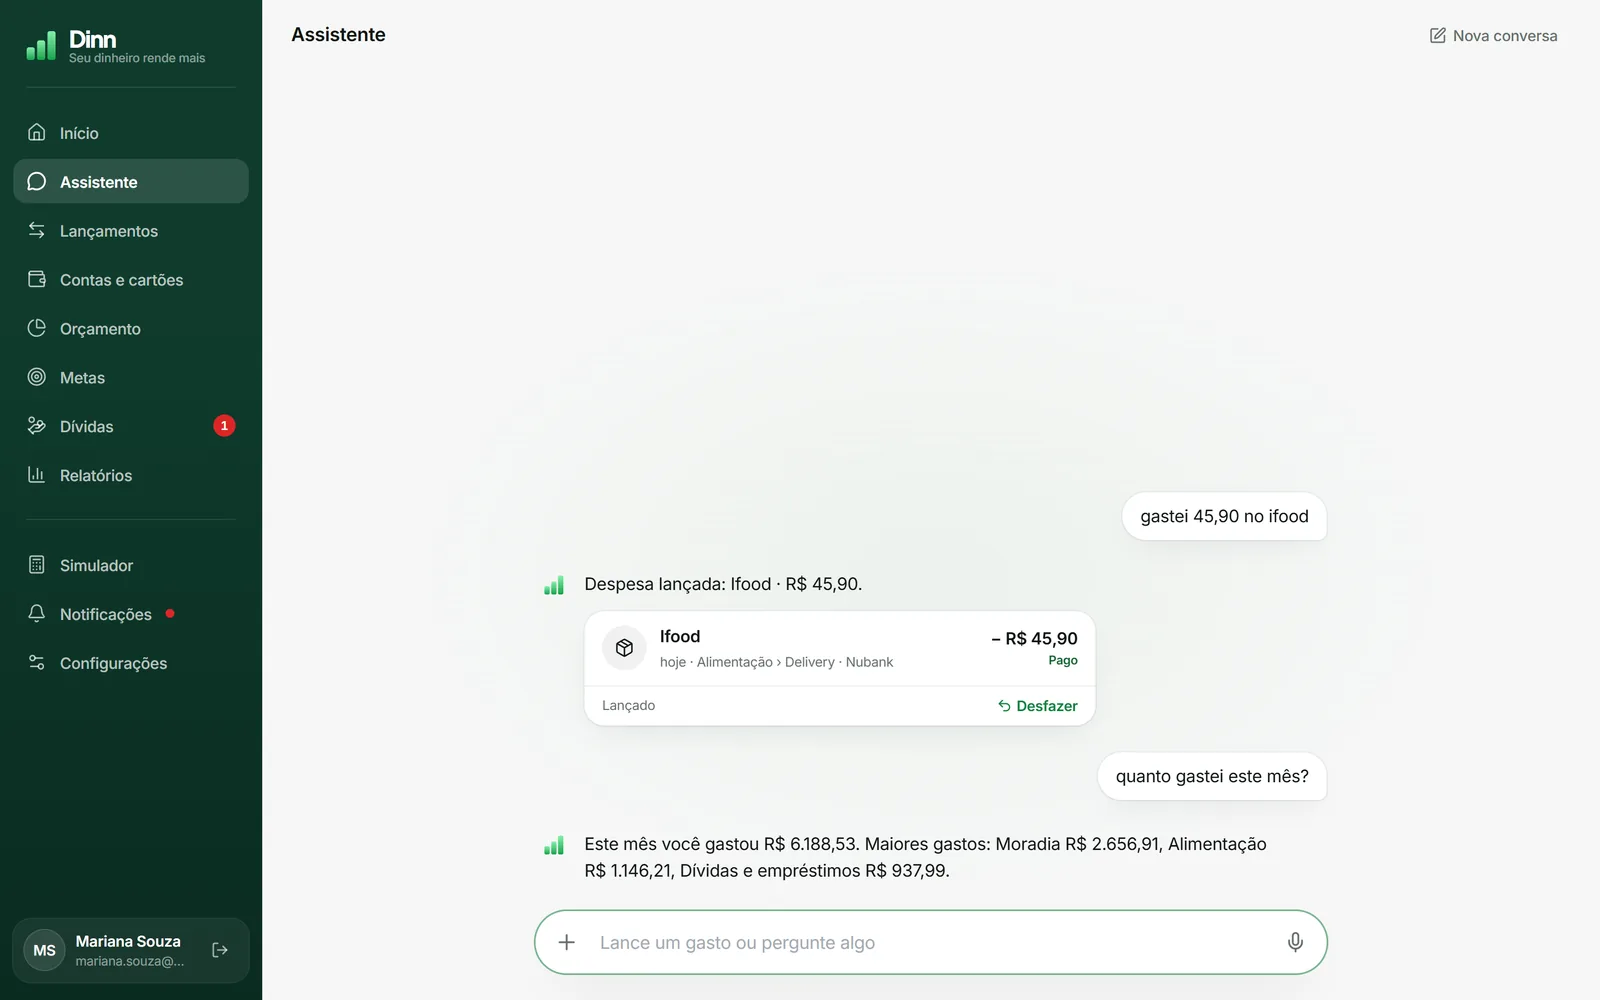 Dinn
Seu dinheiro rende mais
Início
Assistente
Lançamentos
Contas e cartões
Orçamento
Metas
Dívidas 1
Relatórios
Simulador
Notificações
Configurações
MS
Mariana Souza
mariana.souza@...
Assistente
Nova conversa
gastei 45,90 no ifood
Despesa lançada: Ifood · R$ 45,90.
Ifood
– R$ 45,90
hoje · Alimentação › Delivery · Nubank
Pago
Lançado
Desfazer
quanto gastei este mês?
Este mês você gastou R$ 6.188,53. Maiores gastos: Moradia R$ 2.656,91, Alimentação
R$ 1.146,21, Dívidas e empréstimos R$ 937,99.
Lance um gasto ou pergunte algo